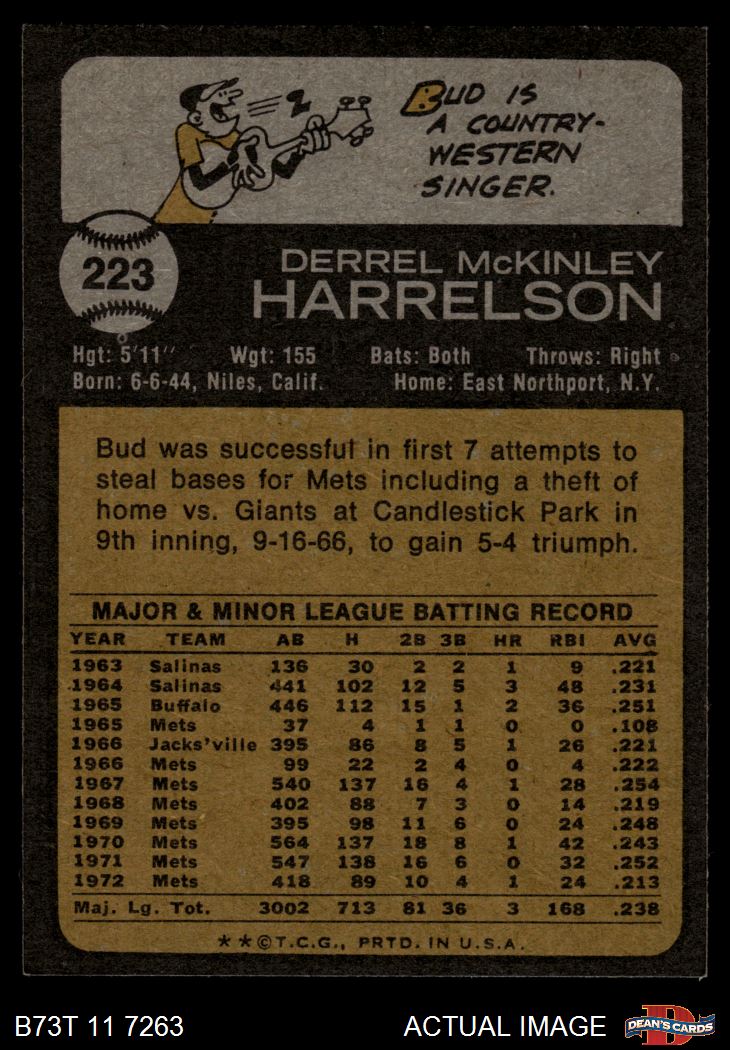 BUD IS
A COUNTRY-
WESTERN
SINGER.
223
DERREL McKINLEY
HARRELSON
Hgt: 5'11" Wgt: 155 Bats: Both Throws: Right
Born: 6-6-44, Niles, Calif. Home: East Northport, N.Y.
Bud was successful in first 7 attempts to
steal bases for Mets including a theft of
home vs. Giants at Candlestick Park in
9th inning, 9-16-66, to gain 5-4 triumph.
MAJOR & MINOR LEAGUE BATTING RECORD
YEAR TEAM AB H 2B 3B HR RBI AVG
1963 Salinas 136 30 2 2 1 9 .221
1964 Salinas 441 102 12 5 3 48 .231
1965 Buffalo 446 112 15 1 2 36 .251
1965 Mets 37 4 1 1 0 0 .108
1966 Jacks'ville 395 86 8 5 1 26 .221
1966 Mets 99 22 2 4 0 4 .222
1967 Mets 540 137 16 4 1 28 .254
1968 Mets 402 88 7 3 0 14 .219
1969 Mets 395 98 11 6 0 24 .248
1970 Mets 564 137 18 8 1 42 .243
1971 Mets 547 138 16 6 0 32 .252
1972 Mets 418 89 10 4 1 24 .213
Maj. Lg. Tot. 3002 713 81 36 3 168 .238
**©T.C.G., PRTD. IN U.S.A.
B73T 11 7263 ACTUAL IMAGE
DEAN'S CARDS